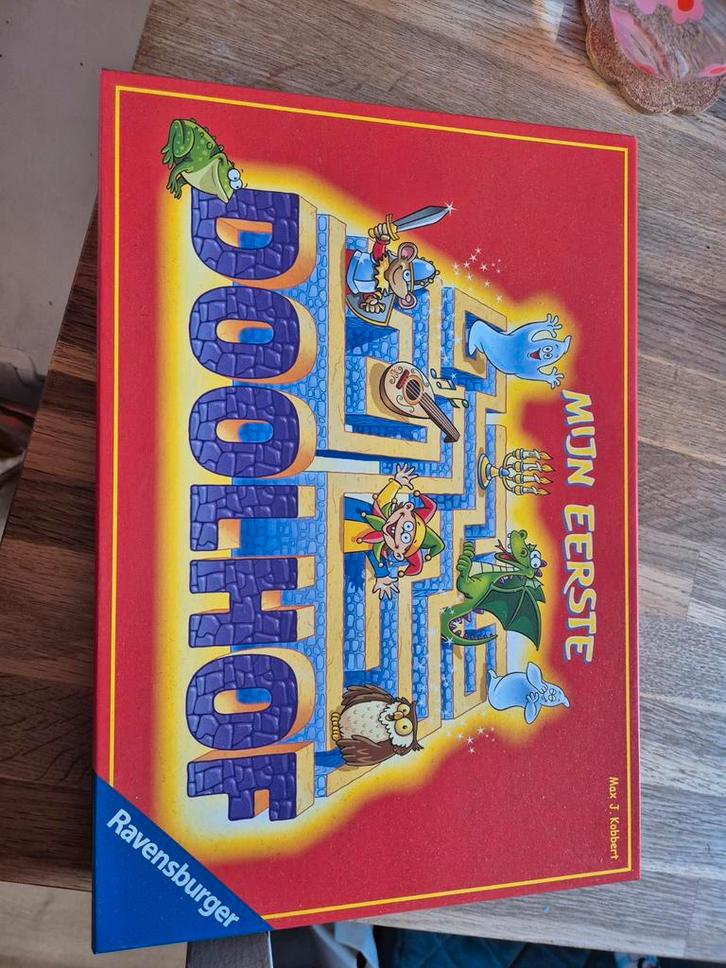 Max J. Kobbert
MIJN EERSTE
DOOLHOF
Ravensburger